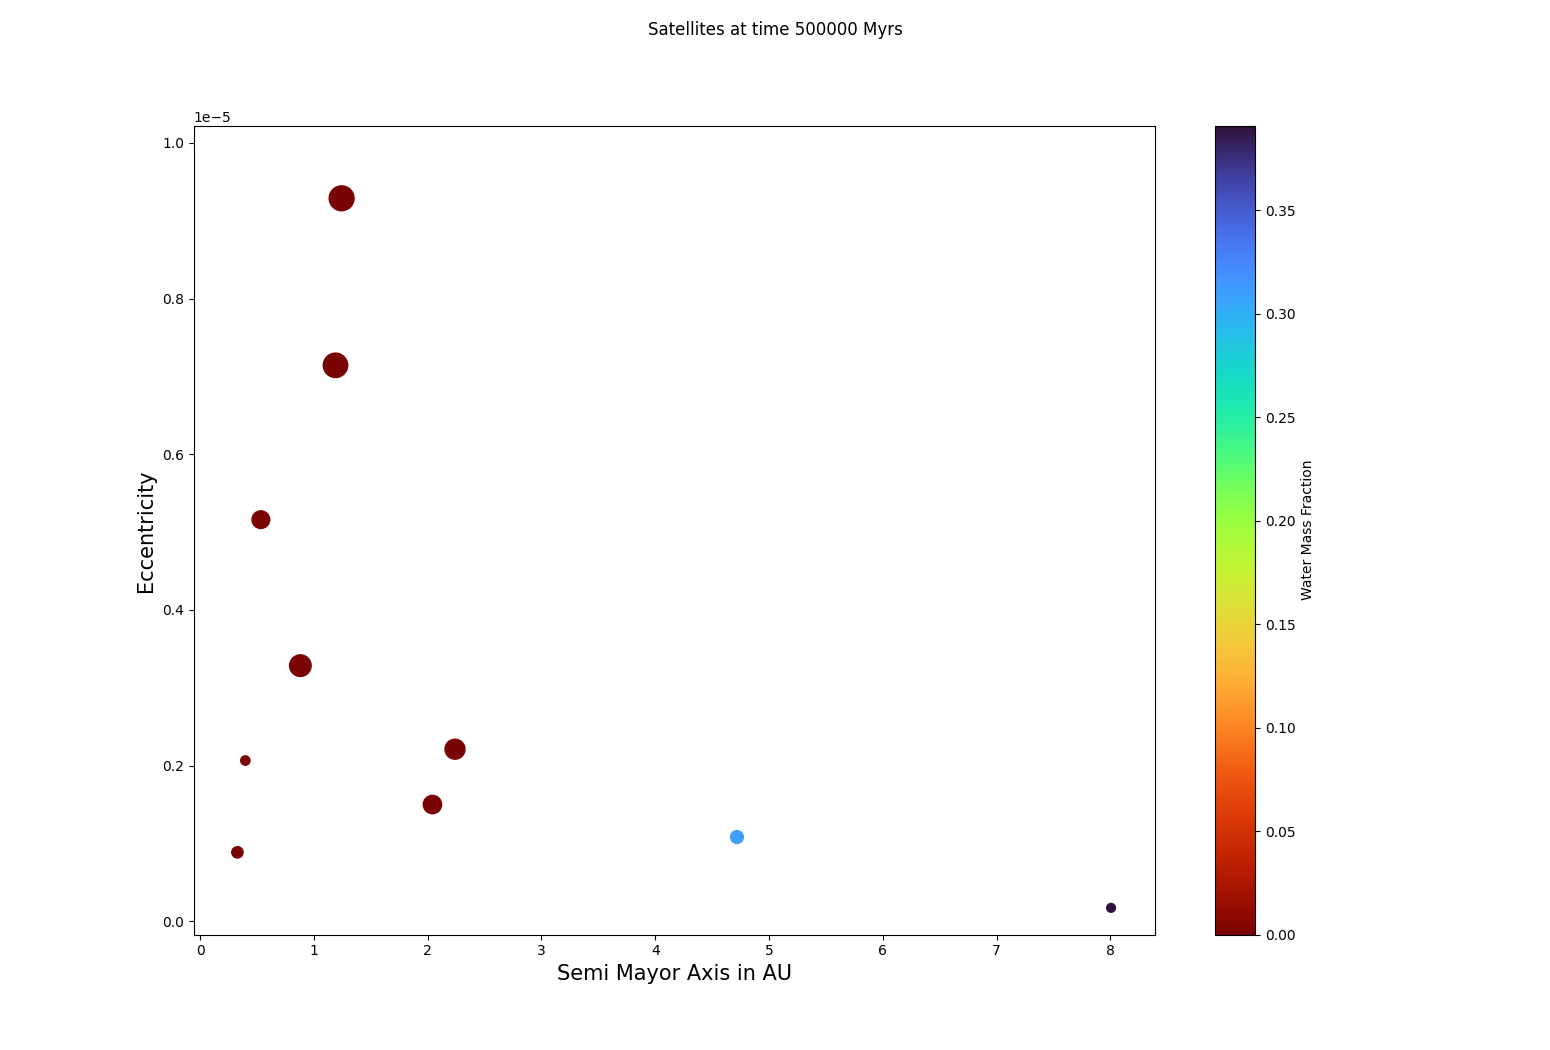 Satellites at time 500000 Myrs
1e−5
1.0
0.8
0.6
0.4
0.2
0.0
Eccentricity
0 1 2 3 4 5 6 7 8
Semi Mayor Axis in AU
0.35
0.30
0.25
0.20
0.15
0.10
0.05
0.00
Water Mass Fraction